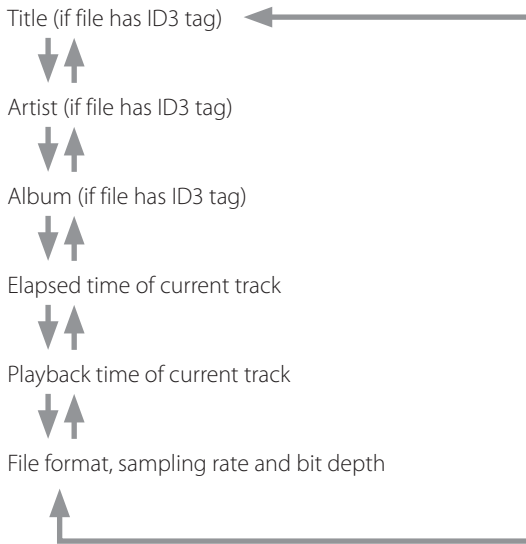 Title (if file has ID3 tag)
Artist (if file has ID3 tag)
Album (if file has ID3 tag)
Elapsed time of current track
Playback time of current track
File format, sampling rate and bit depth